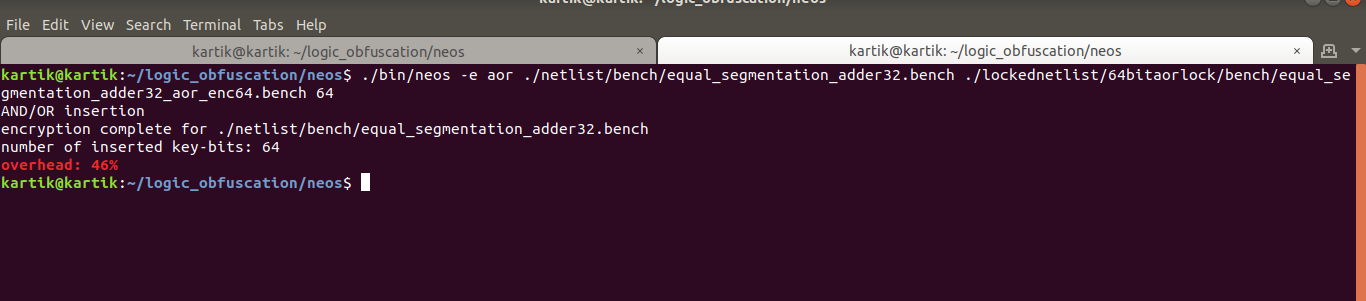 kartik@kartik: ~/logic_obfuscation/neos
File Edit View Search Terminal Tabs Help
kartik@kartik: ~/logic_obfuscation/neos × kartik@kartik: ~/logic_obfuscation/neos ×
kartik@kartik:~/logic_obfuscation/neos$ ./bin/neos -e aor ./netlist/bench/equal_segmentation_adder32.bench ./lockednetlist/64bitaorlock/bench/equal_se
gmentation_adder32_aor_enc64.bench 64
AND/OR insertion
encryption complete for ./netlist/bench/equal_segmentation_adder32.bench
number of inserted key-bits: 64
overhead: 46%
kartik@kartik:~/logic_obfuscation/neos$